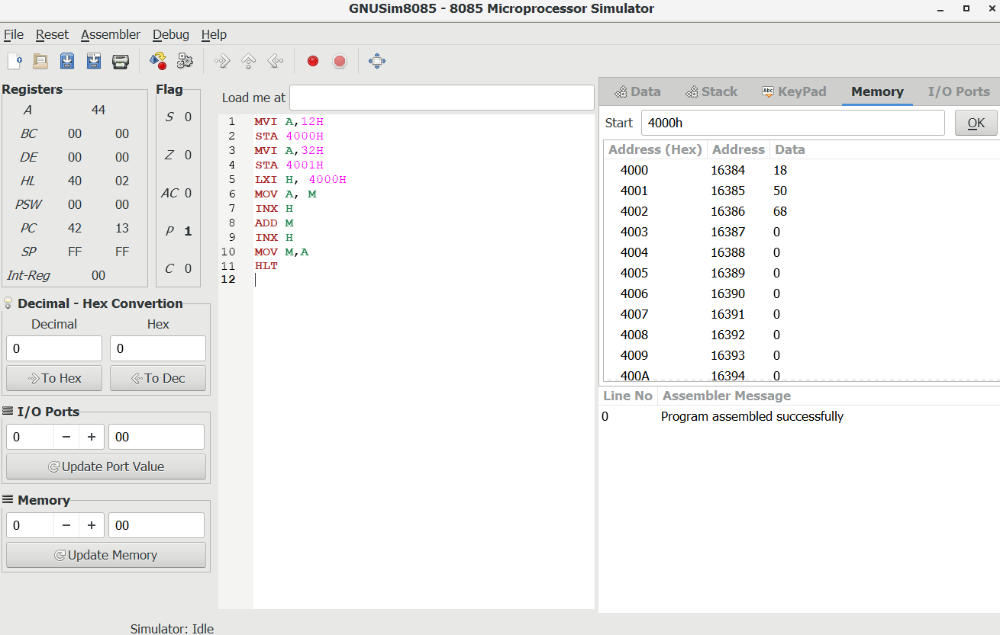 GNUSim8085 - 8085 Microprocessor Simulator
File Reset Assembler Debug Help
Registers
A 44
BC 00 00
DE 00 00
HL 40 02
PSW 00 00
PC 42 13
SP FF FF
Int-Reg 00
Flag
S 0
Z 0
AC 0
P 1
C 0
Decimal - Hex Convertion
Decimal Hex
0 0
To Hex To Dec
I/O Ports
0 − + 00
Update Port Value
Memory
0 − + 00
Update Memory
Load me at
1 MVI A,12H
2 STA 4000H
3 MVI A,32H
4 STA 4001H
5 LXI H, 4000H
6 MOV A, M
7 INX H
8 ADD M
9 INX H
10 MOV M,A
11 HLT
12
Data Stack Abc KeyPad Memory I/O Ports
Start 4000h OK
Address (Hex) Address Data
4000 16384 18
4001 16385 50
4002 16386 68
4003 16387 0
4004 16388 0
4005 16389 0
4006 16390 0
4007 16391 0
4008 16392 0
4009 16393 0
400A 16394 0
Line No Assembler Message
0 Program assembled successfully
Simulator: Idle